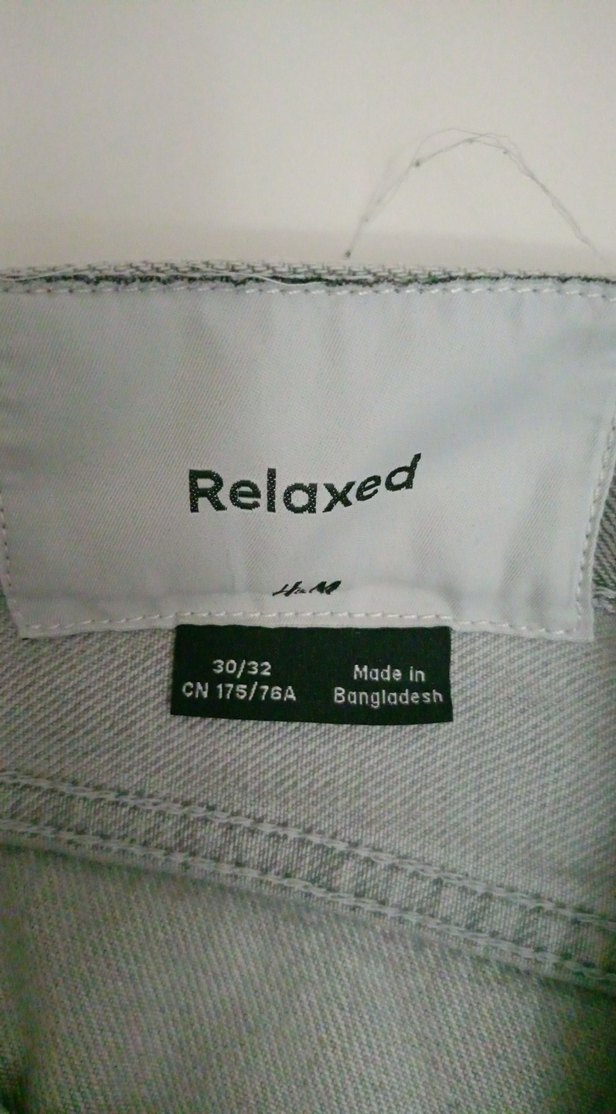 Relaxed
H&M
30/32
CN 175/76A
Made in
Bangladesh